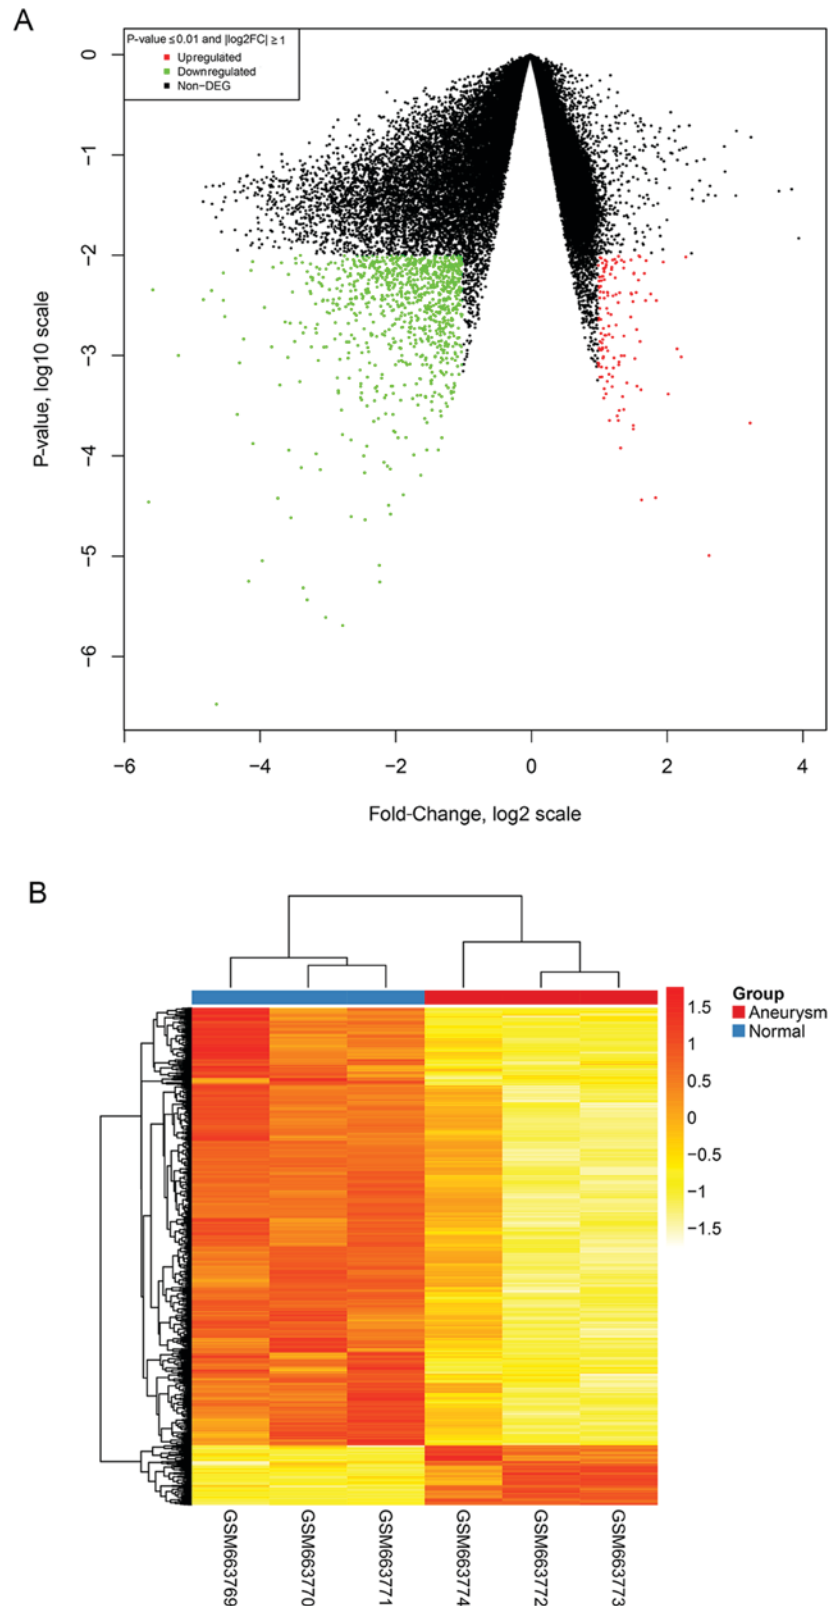 A
P-value ≤0.01 and |log2FC| ≥1
Upregulated
Downregulated
Non−DEG
0
−1
−2
−3
−4
−5
−6
P-value, log10 scale
−6 −4 −2 0 2 4
Fold-Change, log2 scale
B
1.5
1
0.5
0
−0.5
−1
−1.5
Group
Aneurysm
Normal
GSM663769
GSM663770
GSM663771
GSM663774
GSM663772
GSM663773